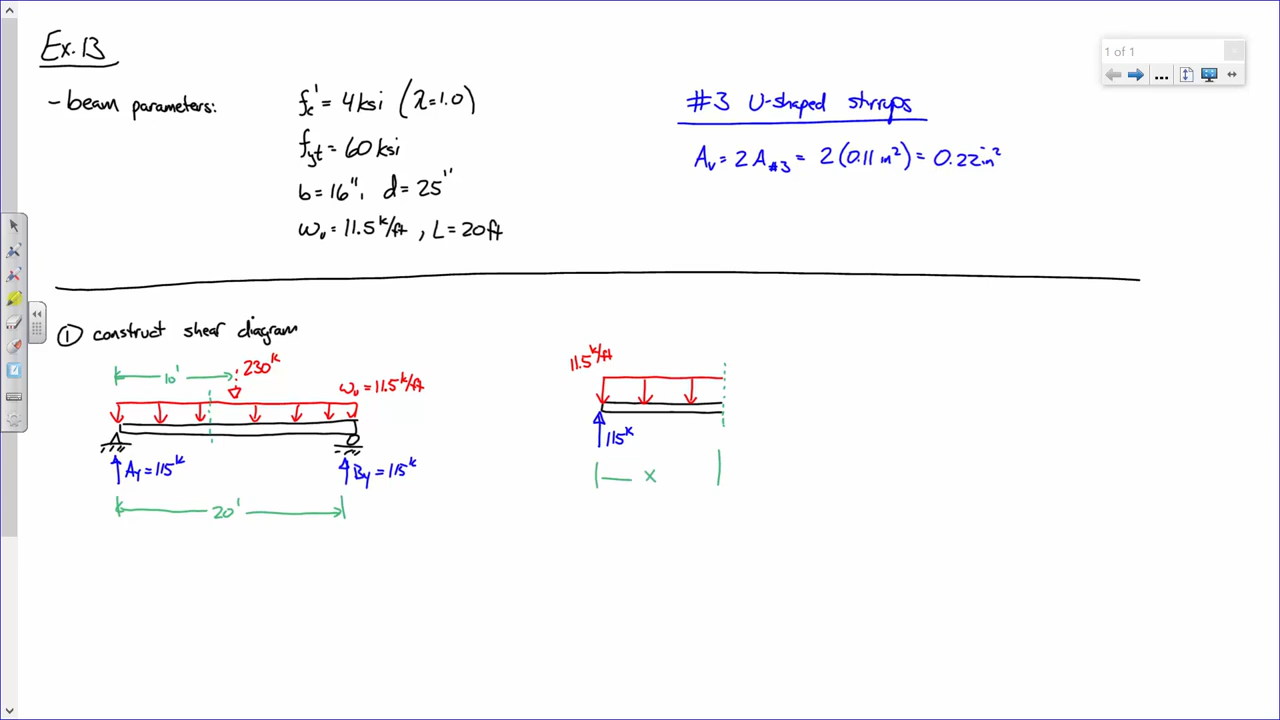 Ex. 13
1 of 1
- beam parameters:
fc' = 4 ksi (λ=1.0)
fyt = 60 ksi
b = 16", d = 25"
wu = 11.5 k/ft, L = 20 ft
#3 U-shaped stirrups
Av = 2 A#3 = 2 (0.11 in²) = 0.22 in²
① construct shear diagram
10'
230k
wu = 11.5 k/ft
Ay = 115k
By = 115k
20'
11.5 k/ft
115k
x